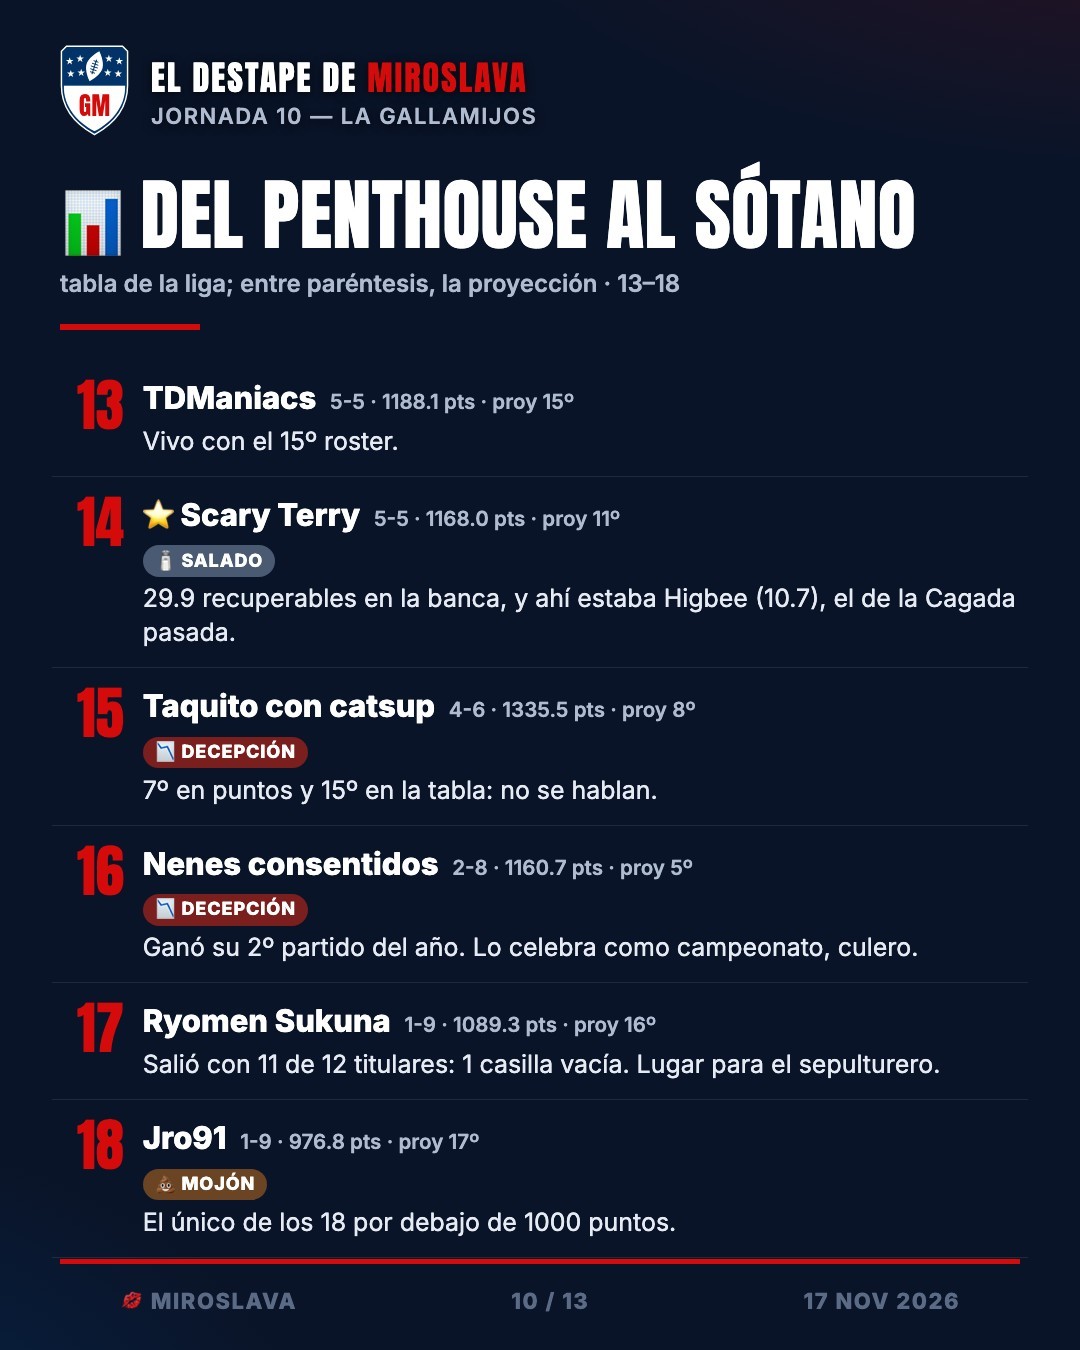 GM
EL DESTAPE DE MIROSLAVA
JORNADA 10 — LA GALLAMIJOS
DEL PENTHOUSE AL SÓTANO
tabla de la liga; entre paréntesis, la proyección · 13–18
13 TDManiacs 5-5 · 1188.1 pts · proy 15º
Vivo con el 15º roster.
14 ⭐ Scary Terry 5-5 · 1168.0 pts · proy 11º
SALADO
29.9 recuperables en la banca, y ahí estaba Higbee (10.7), el de la Cagada
pasada.
15 Taquito con catsup 4-6 · 1335.5 pts · proy 8º
DECEPCIÓN
7º en puntos y 15º en la tabla: no se hablan.
16 Nenes consentidos 2-8 · 1160.7 pts · proy 5º
DECEPCIÓN
Ganó su 2º partido del año. Lo celebra como campeonato, culero.
17 Ryomen Sukuna 1-9 · 1089.3 pts · proy 16º
Salió con 11 de 12 titulares: 1 casilla vacía. Lugar para el sepulturero.
18 Jro91 1-9 · 976.8 pts · proy 17º
MOJÓN
El único de los 18 por debajo de 1000 puntos.
MIROSLAVA 10 / 13 17 NOV 2026